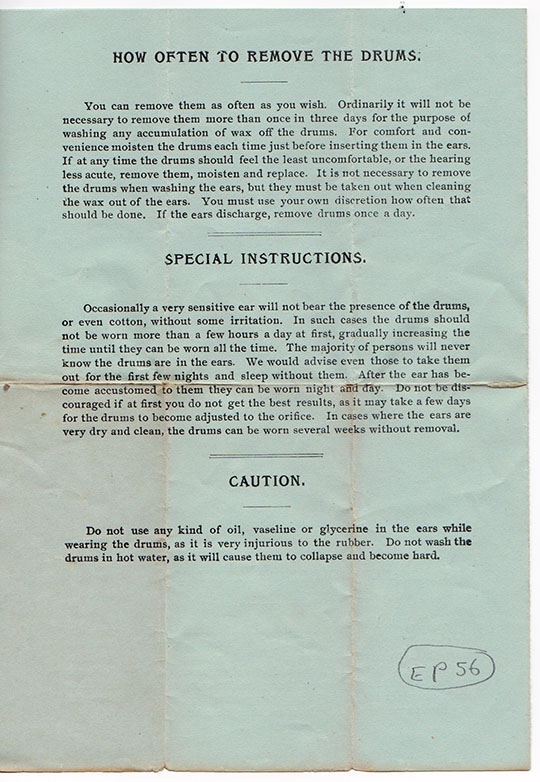 HOW OFTEN TO REMOVE THE DRUMS.
You can remove them as often as you wish. Ordinarily it will not be
necessary to remove them more than once in three days for the purpose of
washing any accumulation of wax off the drums. For comfort and con-
venience moisten the drums each time just before inserting them in the ears.
If at any time the drums should feel the least uncomfortable, or the hearing
less acute, remove them, moisten and replace. It is not necessary to remove
the drums when washing the ears, but they must be taken out when cleaning
the wax out of the ears. You must use your own discretion how often that
should be done. If the ears discharge, remove drums once a day.
SPECIAL INSTRUCTIONS.
Occasionally a very sensitive ear will not bear the presence of the drums,
or even cotton, without some irritation. In such cases the drums should
not be worn more than a few hours a day at first, gradually increasing the
time until they can be worn all the time. The majority of persons will never
know the drums are in the ears. We would advise even those to take them
out for the first few nights and sleep without them. After the ear has be-
come accustomed to them they can be worn night and day. Do not be dis-
couraged if at first you do not get the best results, as it may take a few days
for the drums to become adjusted to the orifice. In cases where the ears are
very dry and clean, the drums can be worn several weeks without removal.
CAUTION.
Do not use any kind of oil, vaseline or glycerine in the ears while
wearing the drums, as it is very injurious to the rubber. Do not wash the
drums in hot water, as it will cause them to collapse and become hard.
EP 56